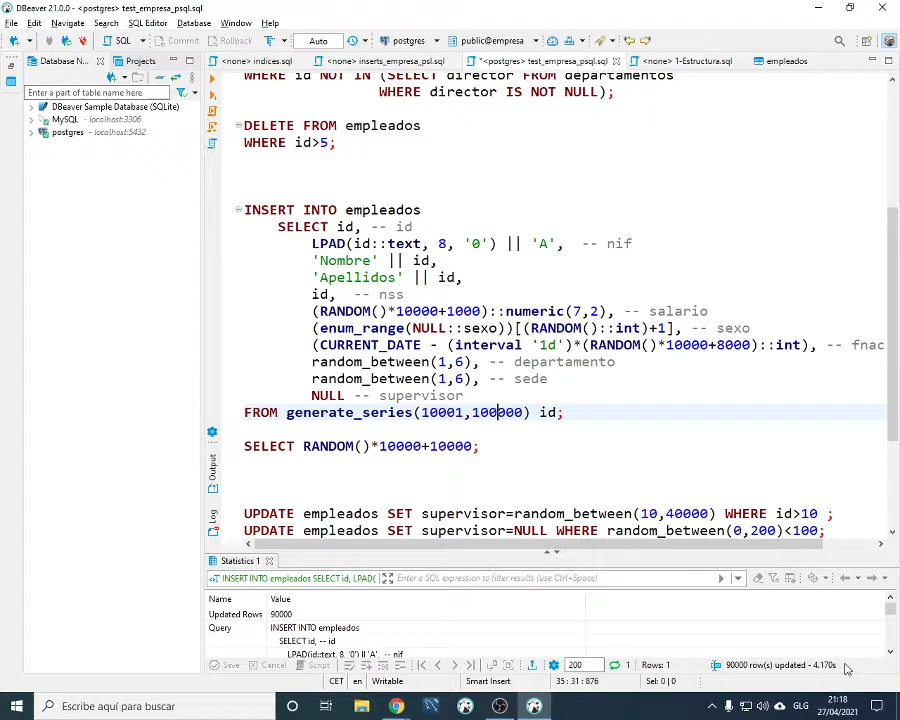 DBeaver 21.0.0 - <postgres> test_empresa_psql.sql
File Edit Navigate Search SQL Editor Database Window Help
SQL Commit Rollback Auto postgres public@empresa
Database N... Projects <none> indices.sql <none> inserts_empresa_psl.sql *<postgres> test_empresa_psql.sql <none> 1-Estructura.sql empleados
Enter a part of table name here
DBeaver Sample Database (SQLite)
MySQL - localhost:3306
postgres - localhost:5432
WHERE id NOT IN (SELECT director FROM departamentos
WHERE director IS NOT NULL);
DELETE FROM empleados
WHERE id>5;
INSERT INTO empleados
SELECT id, -- id
LPAD(id::text, 8, '0') || 'A', -- nif
'Nombre' || id,
'Apellidos' || id,
id, -- nss
(RANDOM()*10000+1000)::numeric(7,2), -- salario
(enum_range(NULL::sexo))[(RANDOM()::int)+1], -- sexo
(CURRENT_DATE - (interval '1d')*(RANDOM()*10000+8000)::int), -- fnac
random_between(1,6), -- departamento
random_between(1,6), -- sede
NULL -- supervisor
FROM generate_series(10001,100000) id;
SELECT RANDOM()*10000+10000;
UPDATE empleados SET supervisor=random_between(10,40000) WHERE id>10 ;
UPDATE empleados SET supervisor=NULL WHERE random_between(0,200)<100;
Output
Log
Statistics 1
INSERT INTO empleados SELECT id, LPAD( Enter a SQL expression to filter results (use Ctrl+Space)
Name Value
Updated Rows 90000
Query INSERT INTO empleados
SELECT id, -- id
LPAD(id::text, 8, '0') || 'A', -- nif
Save Cancel Script 200 1 Rows: 1 90000 row(s) updated - 4.170s
CET en Writable Smart Insert 35 : 31 : 876 Sel: 0 | 0
Escribe aquí para buscar GLG 21:18
27/04/2021